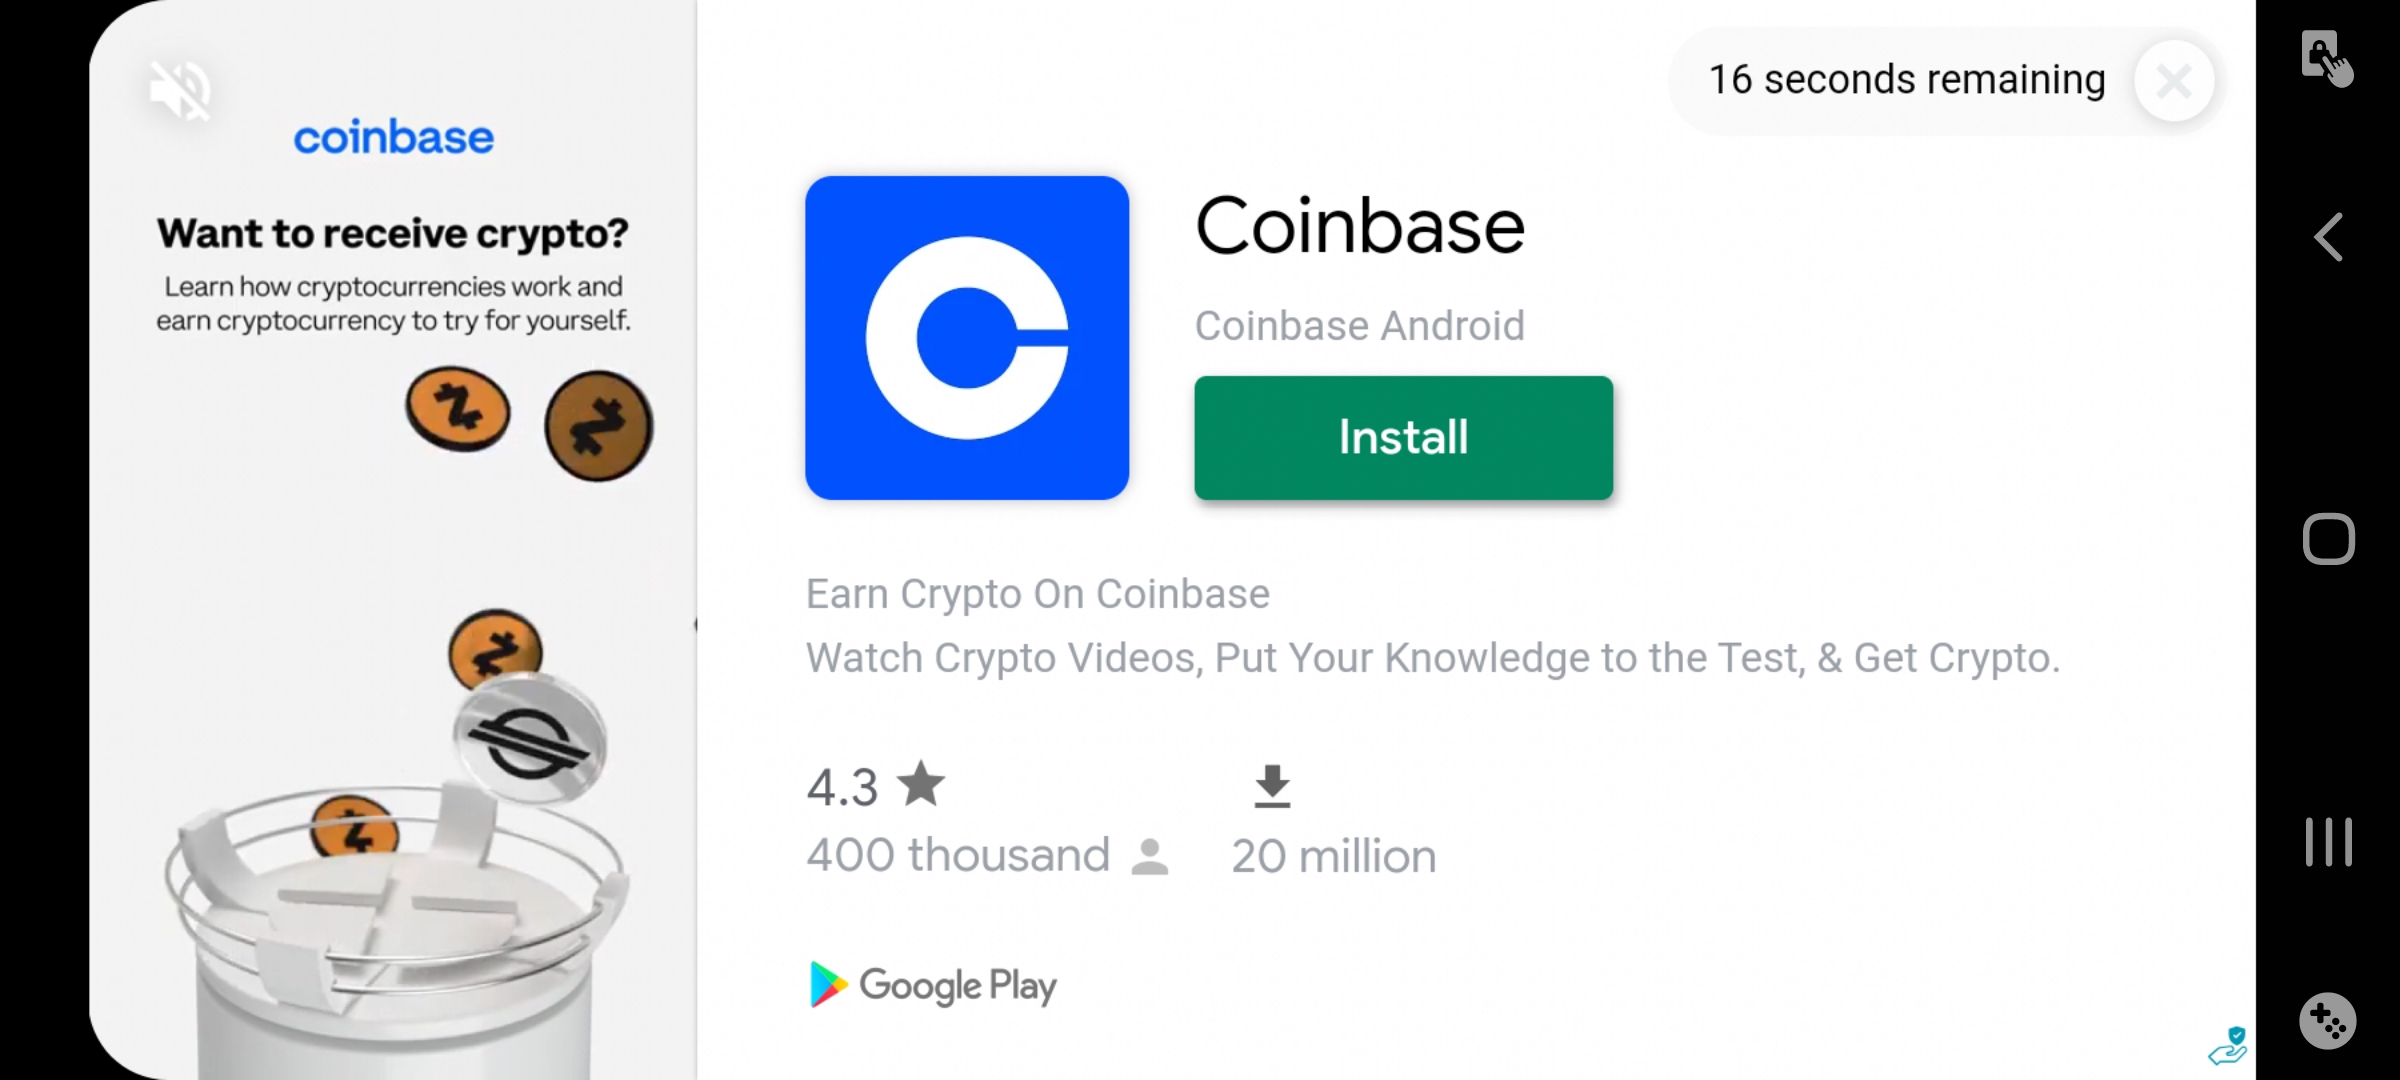 coinbase
Want to receive crypto?
Learn how cryptocurrencies work and
earn cryptocurrency to try for yourself.
16 seconds remaining
Coinbase
Coinbase Android
Install
Earn Crypto On Coinbase
Watch Crypto Videos, Put Your Knowledge to the Test, & Get Crypto.
4.3
400 thousand
20 million
Google Play